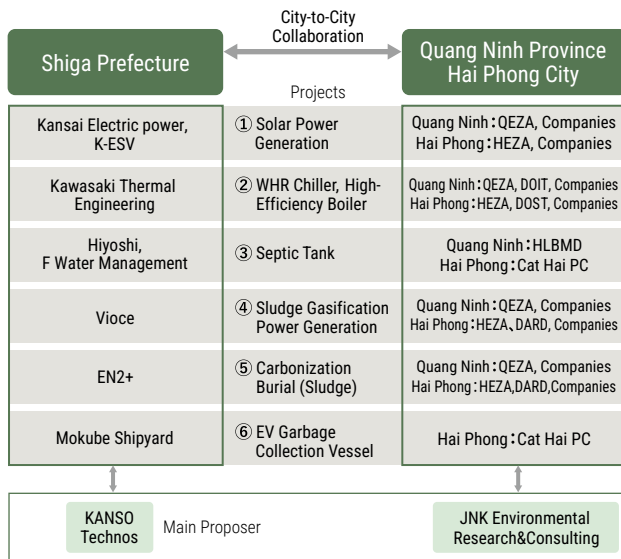 City-to-City
Collaboration
Shiga Prefecture
Quang Ninh Province
Hai Phong City
Projects
Kansai Electric power,
K-ESV
① Solar Power
Generation
Quang Ninh：QEZA, Companies
Hai Phong：HEZA, Companies
Kawasaki Thermal
Engineering
② WHR Chiller, High-
Efficiency Boiler
Quang Ninh：QEZA, DOIT, Companies
Hai Phong：HEZA, DOST, Companies
Hiyoshi,
F Water Management
③ Septic Tank
Quang Ninh：HLBMD
Hai Phong：Cat Hai PC
Vioce
④ Sludge Gasification
Power Generation
Quang Ninh：QEZA, Companies
Hai Phong：HEZA、DARD, Companies
EN2+
⑤ Carbonization
Burial (Sludge)
Quang Ninh：QEZA, Companies
Hai Phong：HEZA,DARD,Companies
Mokube Shipyard
⑥ EV Garbage
Collection Vessel
Hai Phong：Cat Hai PC
KANSO
Technos
Main Proposer
JNK Environmental
Research&Consulting